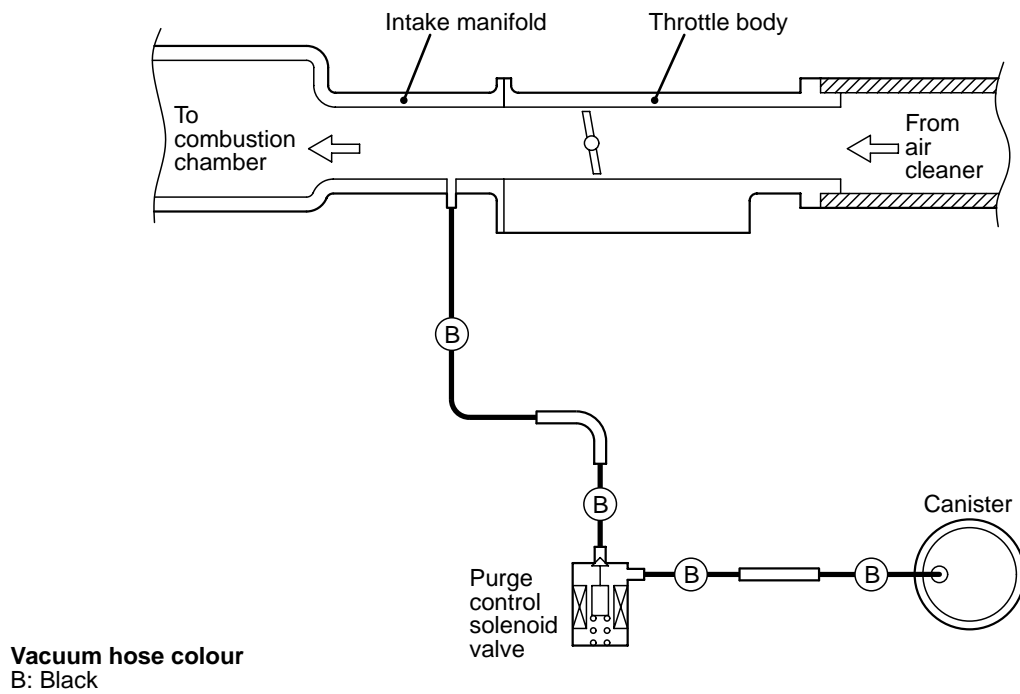 Intake manifold
Throttle body
To
combustion
chamber
From
air
cleaner
B
B
Canister
B
B
Purge
control
solenoid
valve
Vacuum hose colour
B: Black